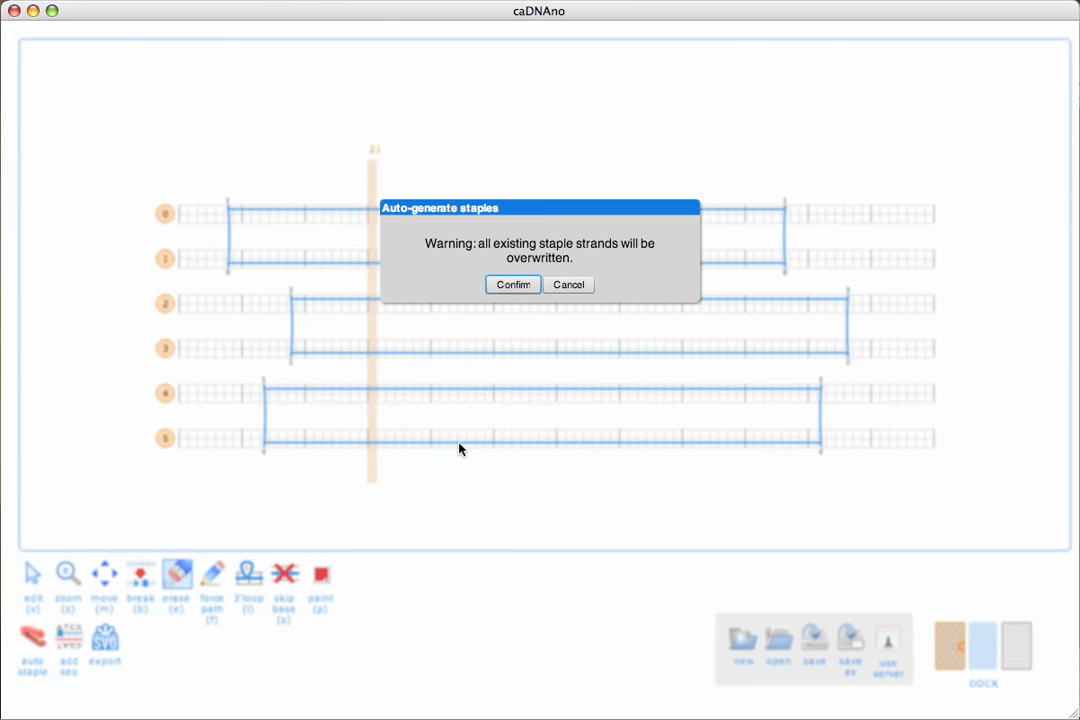 caDNAno
21
0
1
2
3
4
5
Auto-generate staples
Warning: all existing staple strands will be
overwritten.
Confirm Cancel
edit zoom move break erase force 3'loop skip paint
(v) (z) (m) (b) (e) path (l) base (p)
(f) (s)
auto add export
staple seq
new open save save use
as server
DOCK